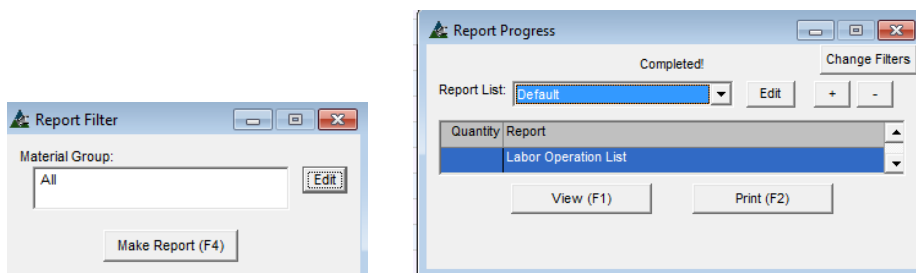 Report Filter
Material Group:
All
Edit
Make Report (F4)
Report Progress
Completed!
Change Filters
Report List:
Default
Edit
+
-
Quantity Report
Labor Operation List
View (F1)
Print (F2)